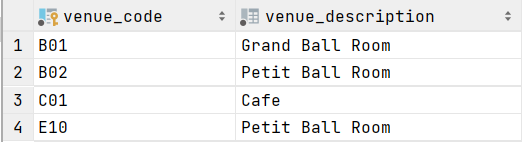 venue_code venue_description
1 B01 Grand Ball Room
2 B02 Petit Ball Room
3 C01 Cafe
4 E10 Petit Ball Room